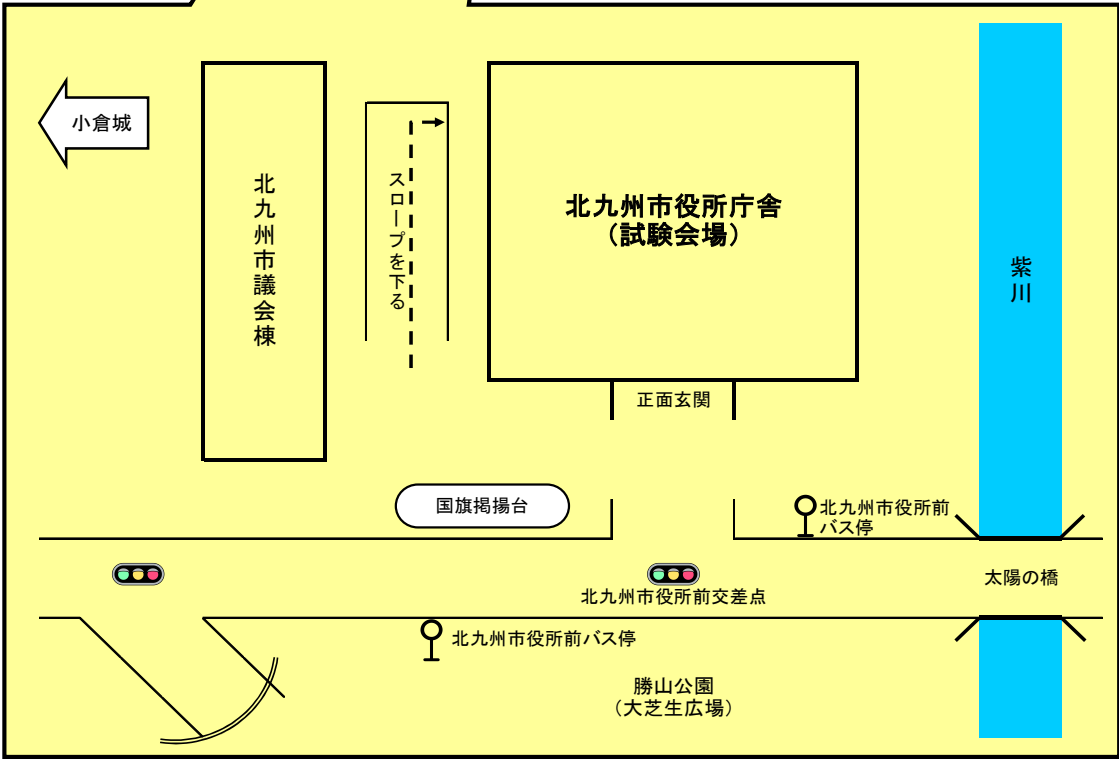 小倉城
北九州市議会棟
スロープを下る
北九州市役所庁舎
（試験会場）
紫川
正面玄関
国旗掲揚台
北九州市役所前
バス停
太陽の橋
北九州市役所前交差点
北九州市役所前バス停
勝山公園
（大芝生広場）